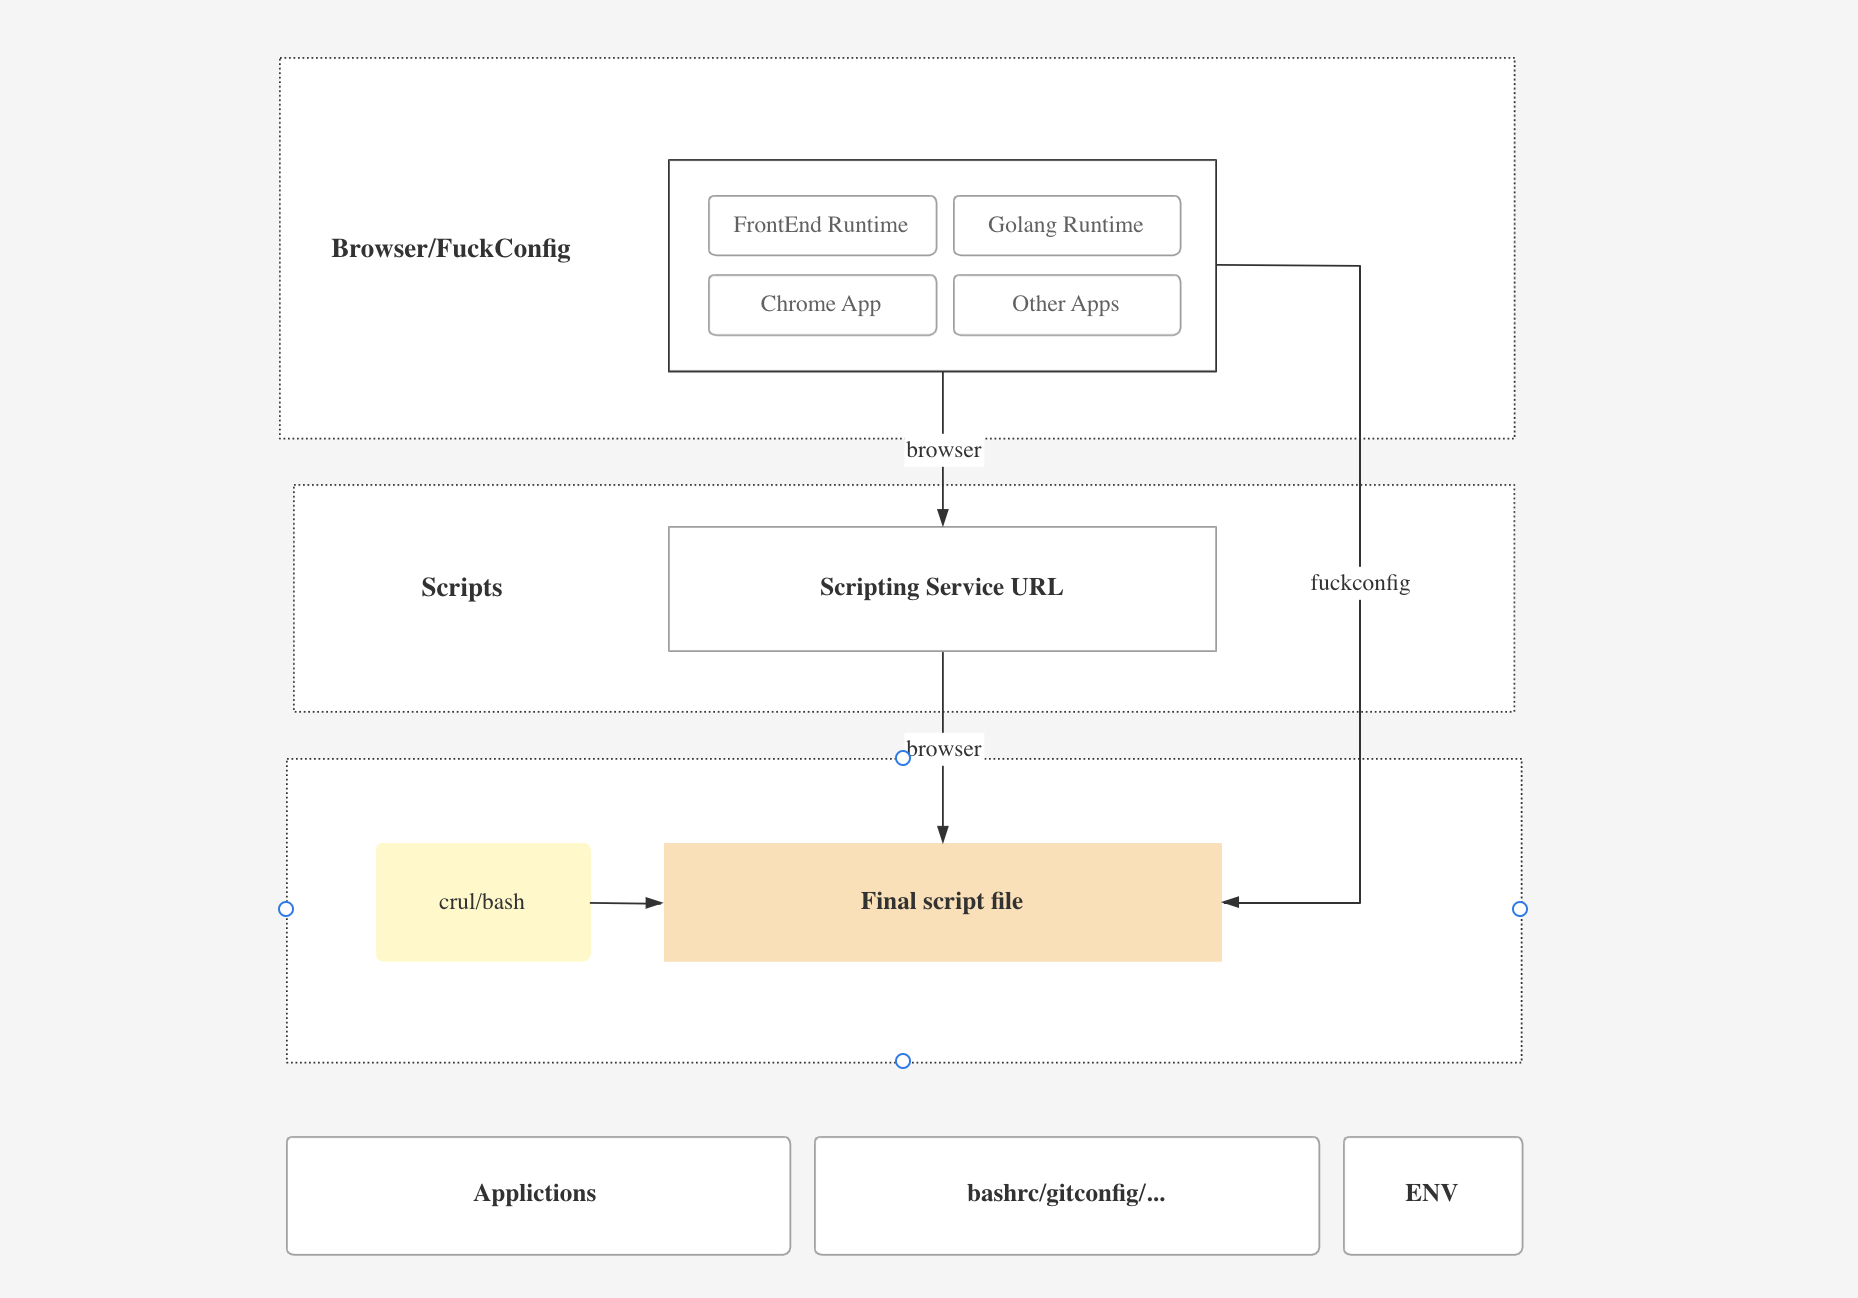 FrontEnd Runtime
Golang Runtime
Browser/FuckConfig
Chrome App
Other Apps
browser
Scripts
Scripting Service URL
fuckconfig
browser
crul/bash
Final script file
Applictions
bashrc/gitconfig/...
ENV